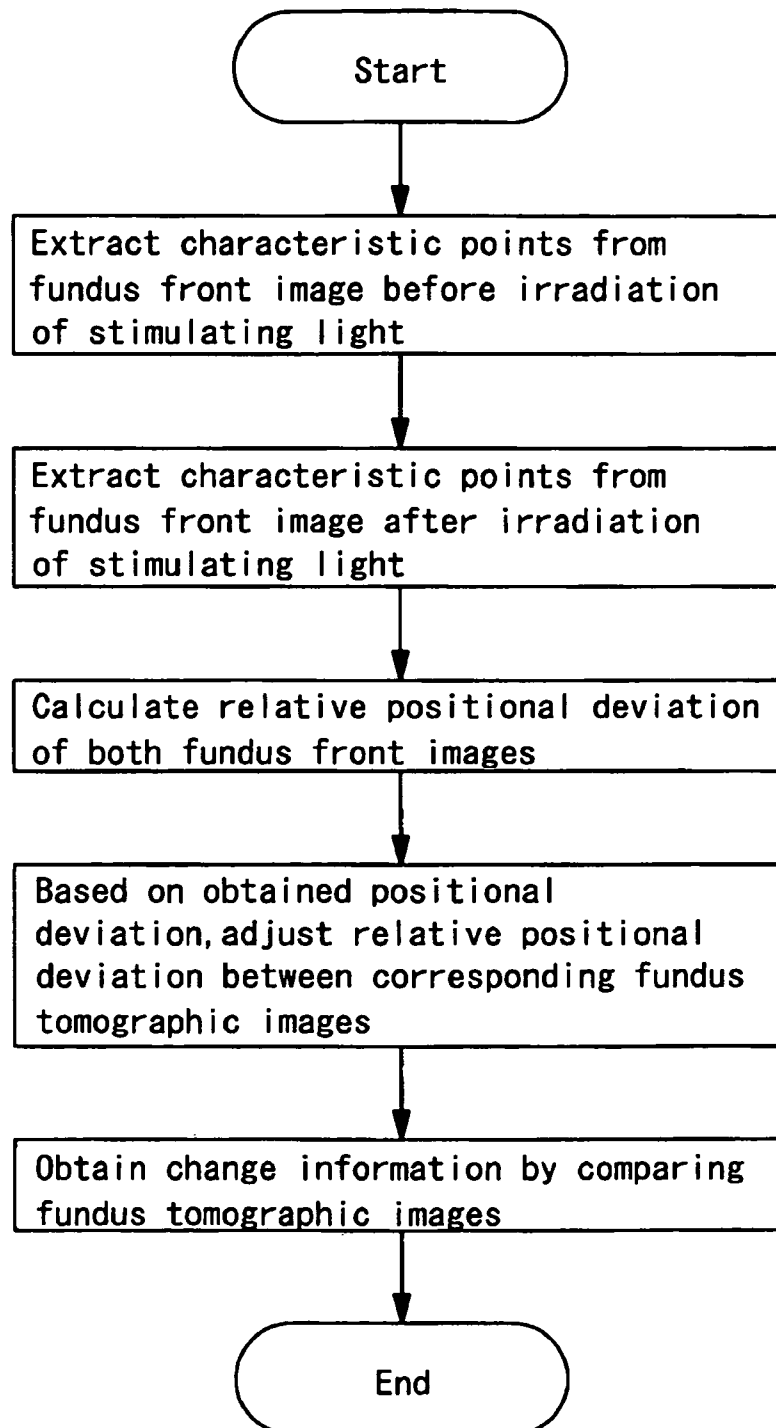 Start
Extract characteristic points from
fundus front image before irradiation
of stimulating light
Extract characteristic points from
fundus front image after irradiation
of stimulating light
Calculate relative positional deviation
of both fundus front images
Based on obtained positional
deviation,adjust relative positional
deviation between corresponding fundus
tomographic images
Obtain change information by comparing
fundus tomographic images
End